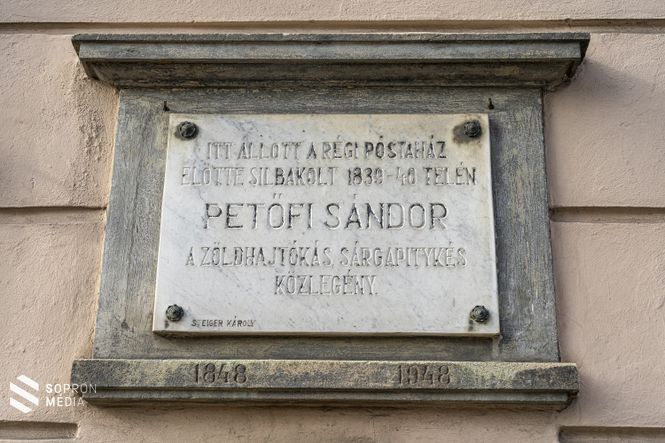 ITT ÁLLOTT A RÉGI PÓSTAHÁZ
ELŐTTE SILBAKOLT 1839-40 TELÉN
PETŐFI SÁNDOR
A ZÖLDHAJTÓKÁS, SÁRGAPITYKÉS
KÖZLEGÉNY.
STEIGER KÁROLY
1848 1948
SOPRON
MÉDIA